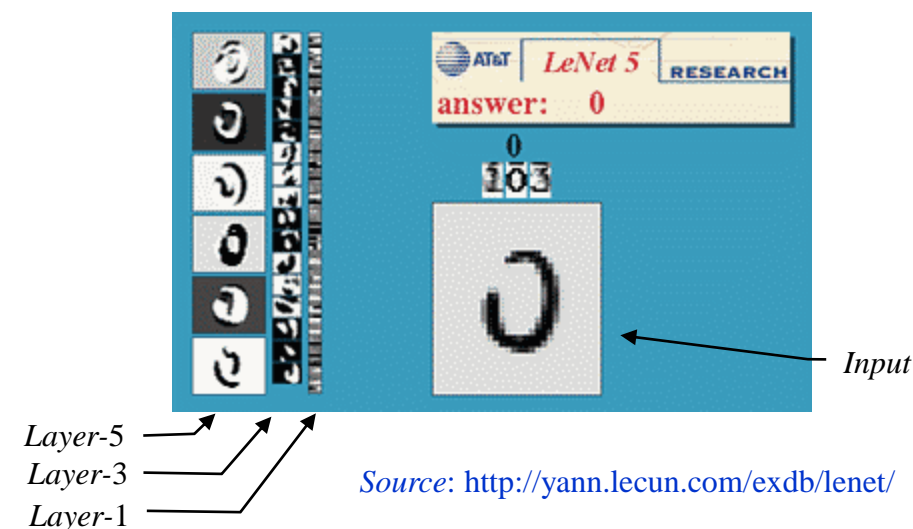 AT&T LeNet 5 RESEARCH
answer: 0
0
103
Input
Layer-5
Layer-3
Layer-1
Source: http://yann.lecun.com/exdb/lenet/